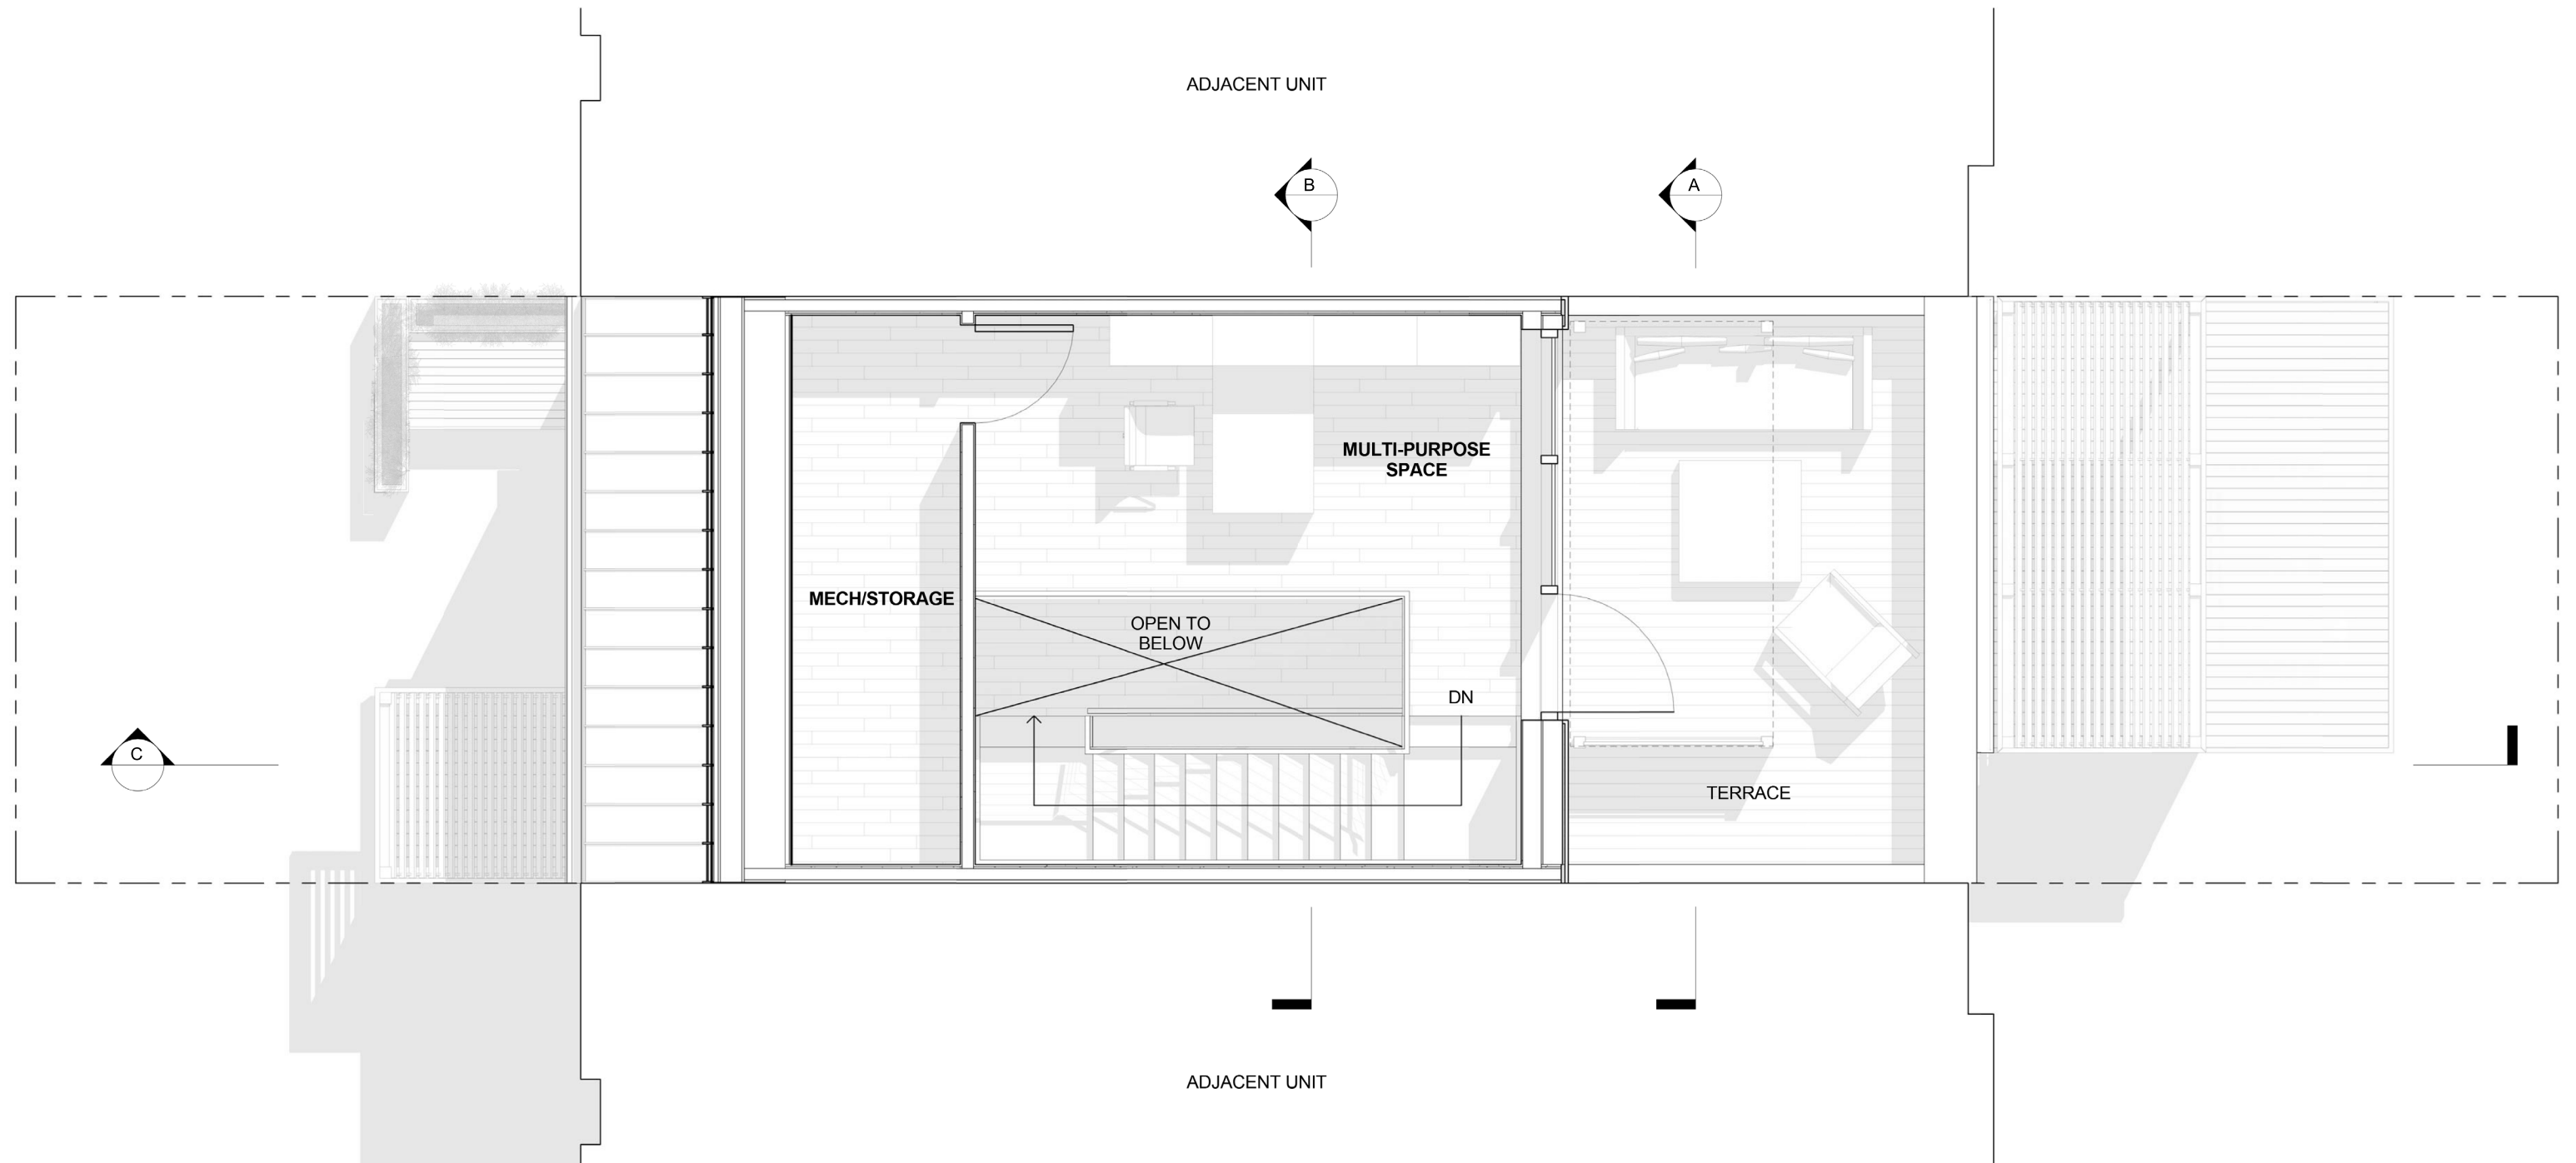 ADJACENT UNIT
B
A
MULTI-PURPOSE
SPACE
MECH/STORAGE
OPEN TO
BELOW
DN
C
TERRACE
ADJACENT UNIT